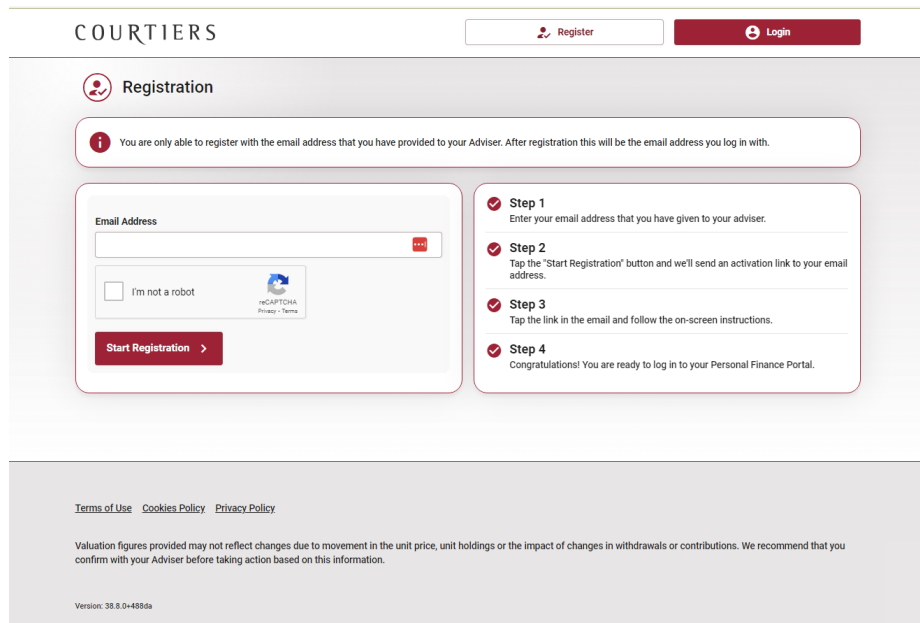 COURTIERS
Register
Login
Registration
You are only able to register with the email address that you have provided to your Adviser. After registration this will be the email address you log in with.
Email Address
I'm not a robot
reCAPTCHA
Privacy - Terms
Start Registration
Step 1
Enter your email address that you have given to your adviser.
Step 2
Tap the "Start Registration" button and we'll send an activation link to your email
address.
Step 3
Tap the link in the email and follow the on-screen instructions.
Step 4
Congratulations! You are ready to log in to your Personal Finance Portal.
Terms of Use Cookies Policy Privacy Policy
Valuation figures provided may not reflect changes due to movement in the unit price, unit holdings or the impact of changes in withdrawals or contributions. We recommend that you
confirm with your Adviser before taking action based on this information.
Version: 38.8.0+488da